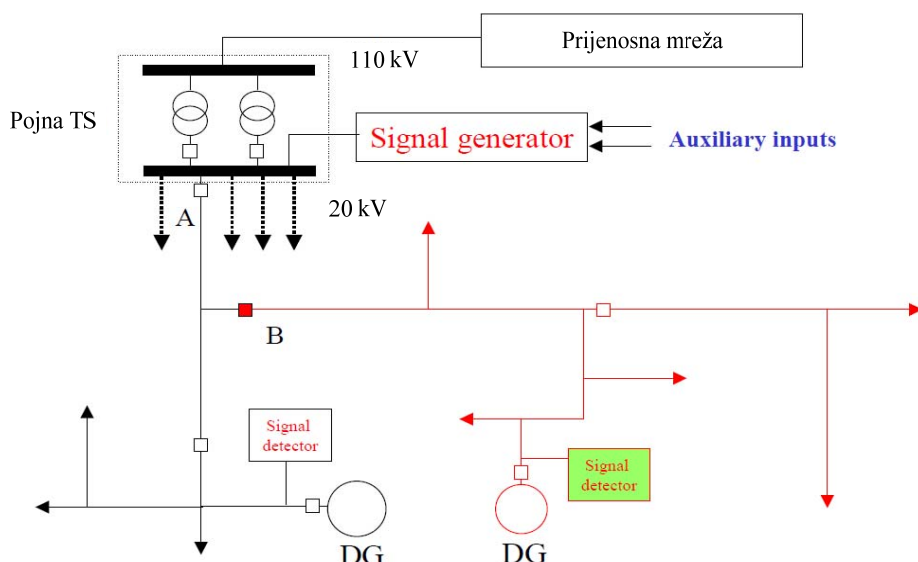 Prijenosna mreža
110 kV
Pojna TS
Signal generator
Auxiliary inputs
20 kV
A
B
Signal
detector
Signal
detector
DG
DG